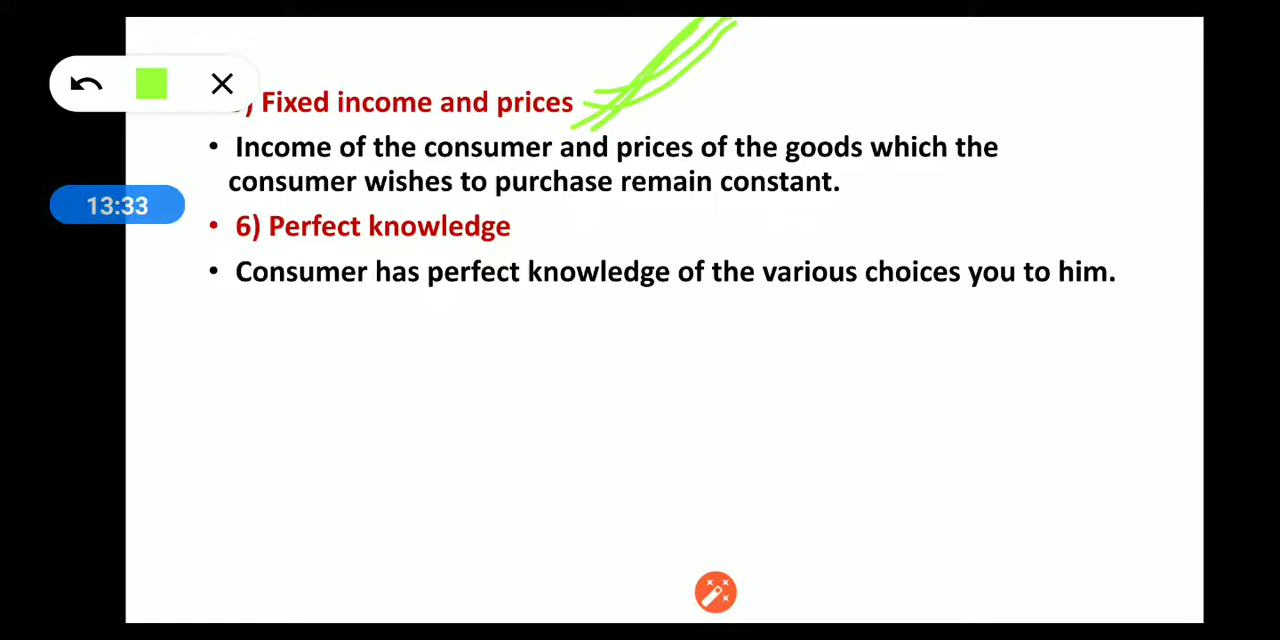 ) Fixed income and prices
• Income of the consumer and prices of the goods which the
consumer wishes to purchase remain constant.
13:33
• 6) Perfect knowledge
• Consumer has perfect knowledge of the various choices you to him.